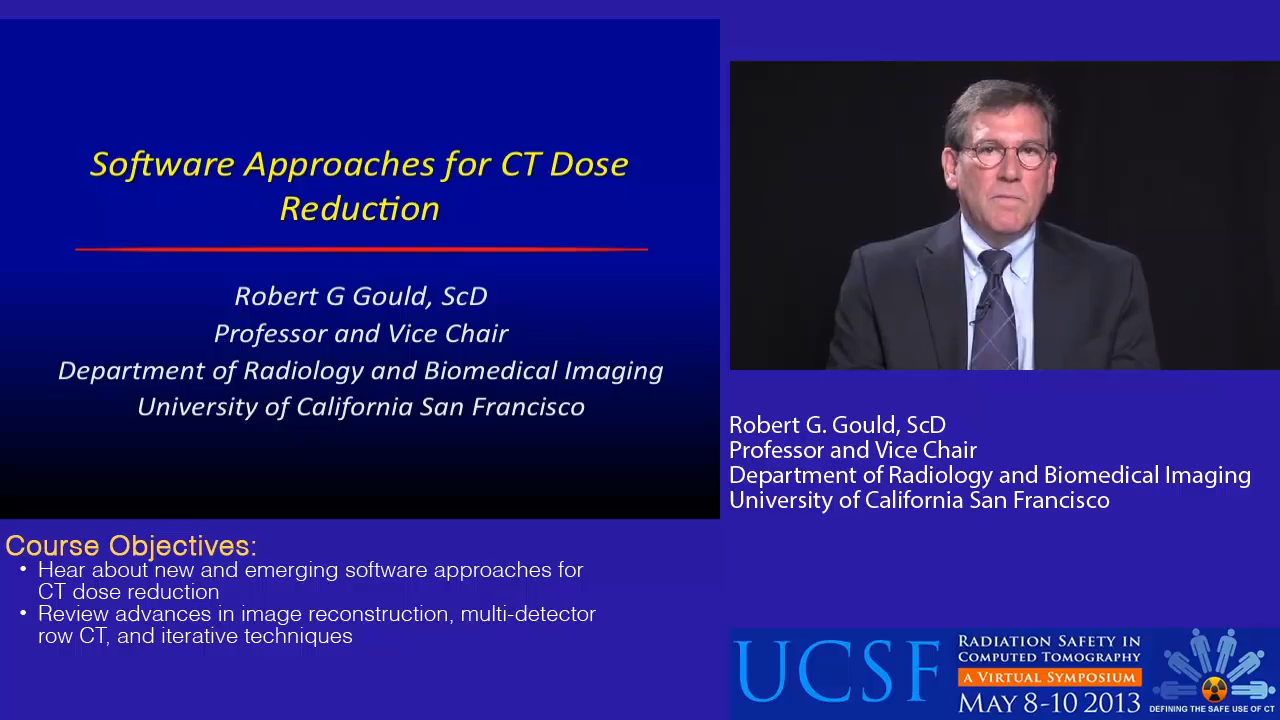 Software Approaches for CT Dose
Reduction
Robert G Gould, ScD
Professor and Vice Chair
Department of Radiology and Biomedical Imaging
University of California San Francisco
Robert G. Gould, ScD
Professor and Vice Chair
Department of Radiology and Biomedical Imaging
University of California San Francisco
Course Objectives:
• Hear about new and emerging software approaches for
CT dose reduction
• Review advances in image reconstruction, multi-detector
row CT, and iterative techniques
UCSF
RADIATION SAFETY IN
COMPUTED TOMOGRAPHY
A VIRTUAL SYMPOSIUM
MAY 8-10 2013
DEFINING THE SAFE USE OF CT